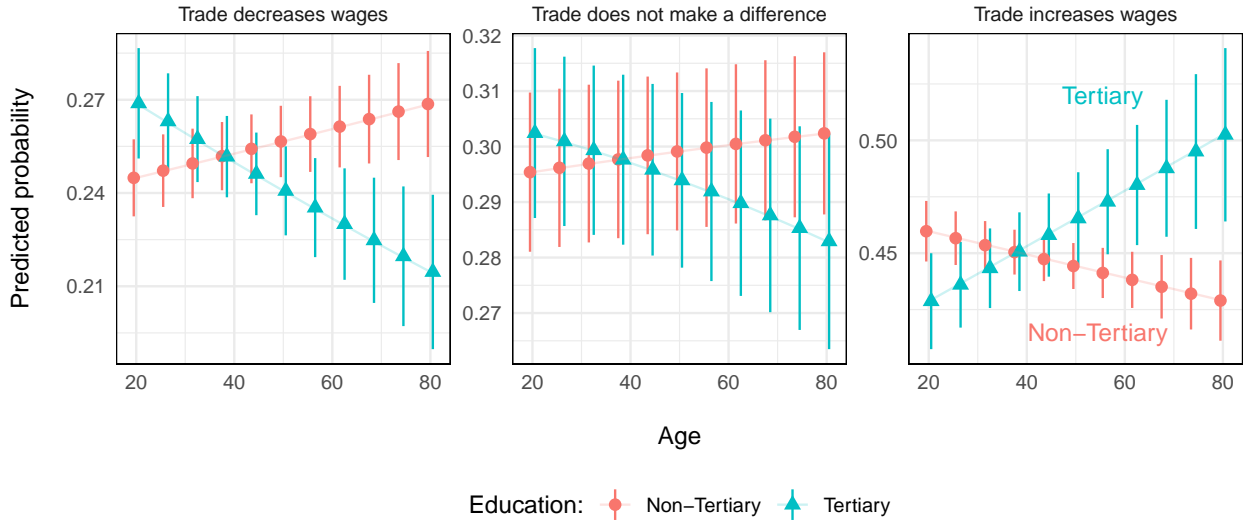 Trade decreases wages
Trade does not make a difference
Trade increases wages
Predicted probability
0.27
0.24
0.21
0.32
0.31
0.30
0.29
0.28
0.27
0.50
0.45
Tertiary
Non−Tertiary
20 40 60 80
20 40 60 80
20 40 60 80
Age
Education: Non−Tertiary Tertiary